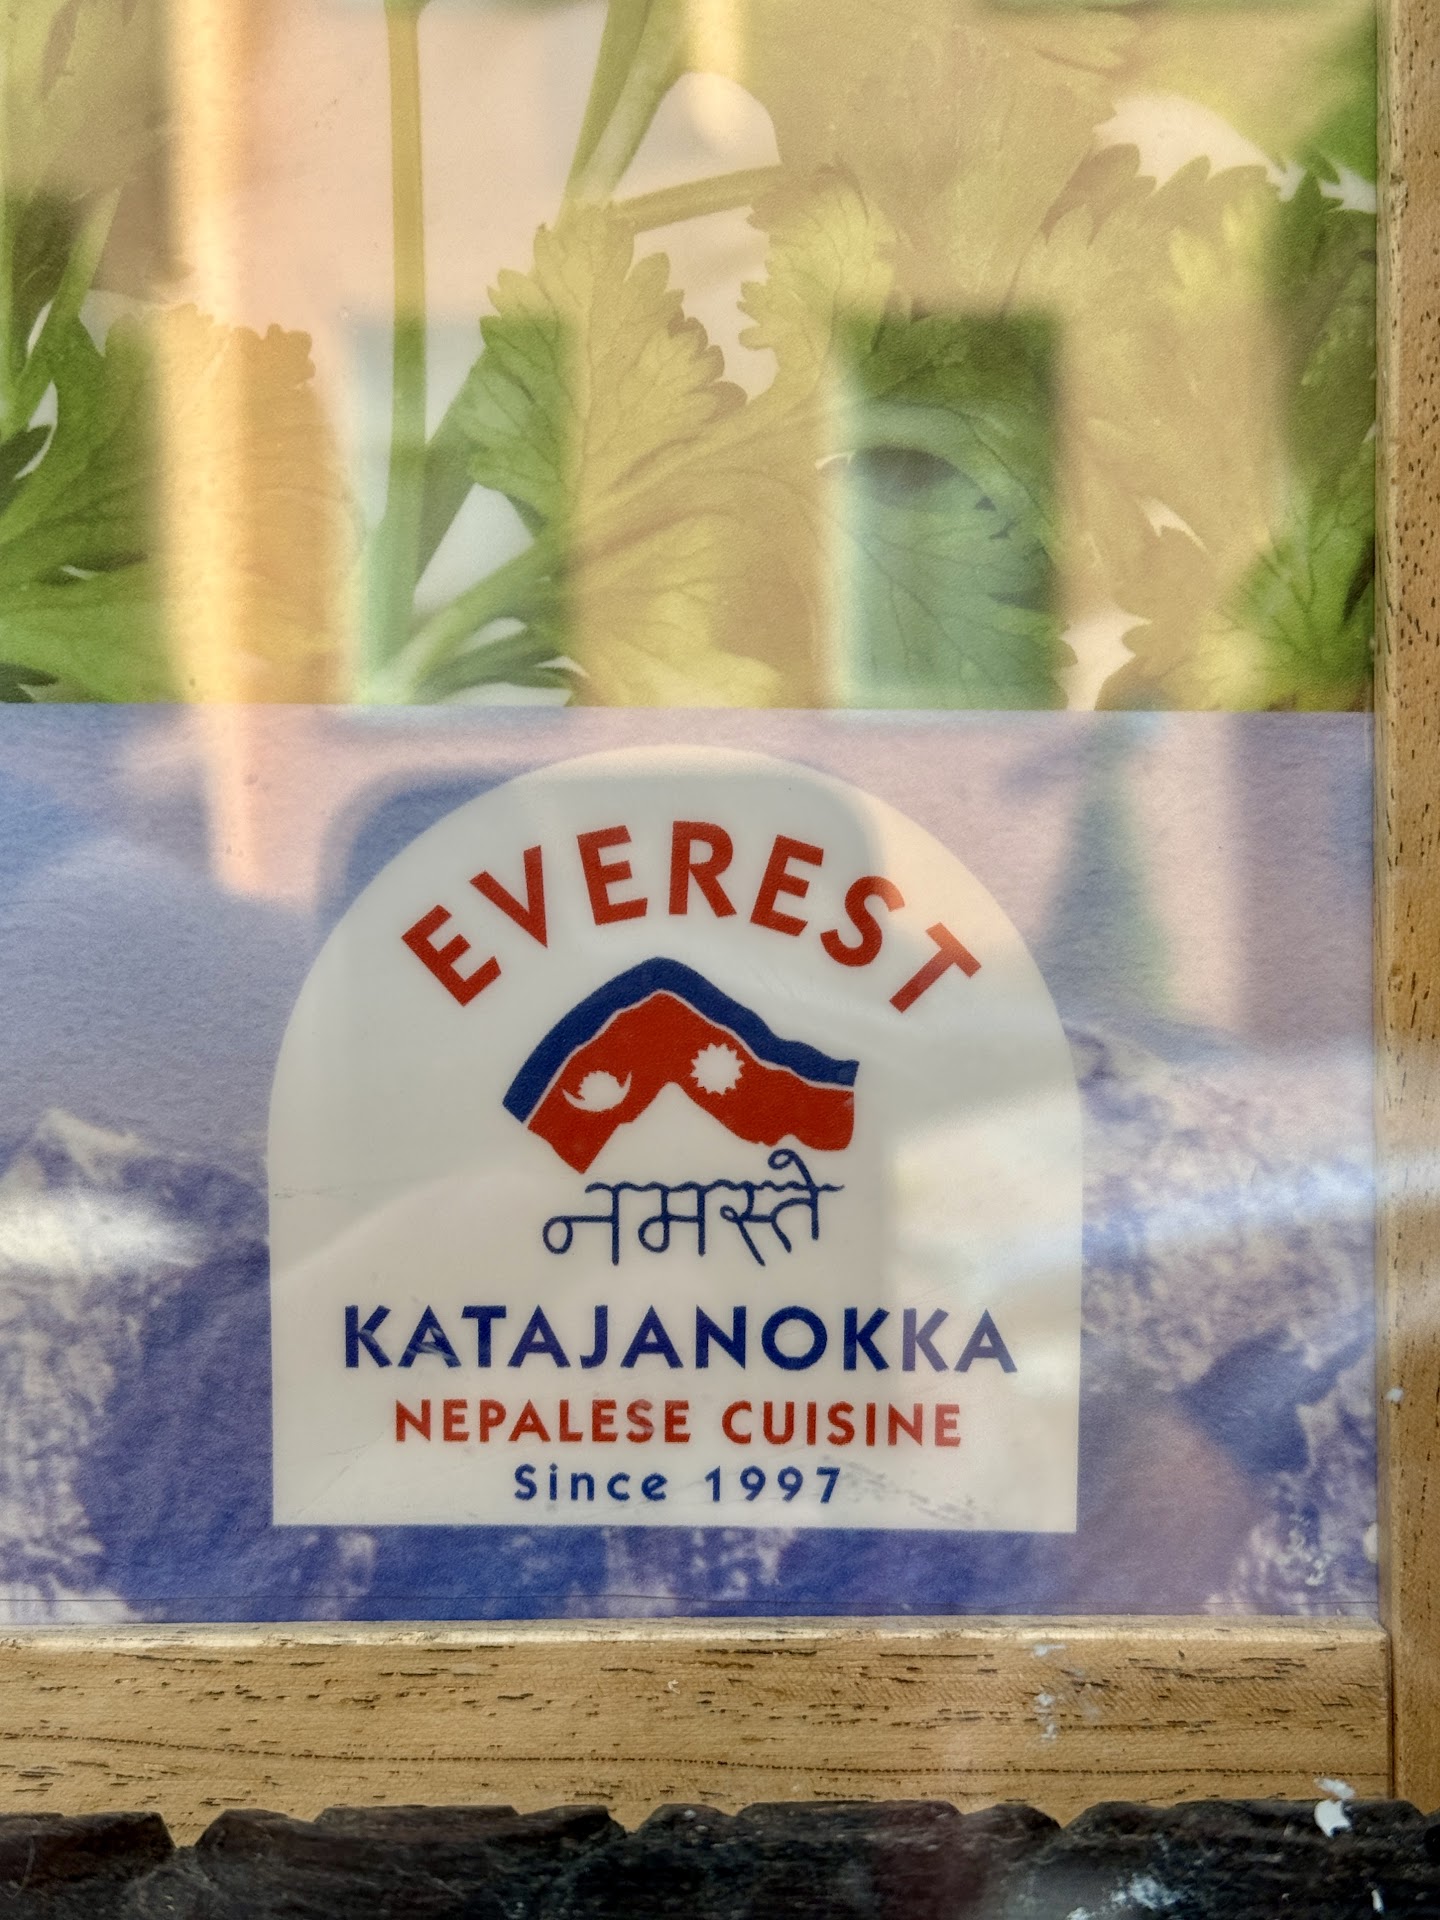 EVEREST
नमस्ते
KATAJANOKKA
NEPALESE CUISINE
Since 1997